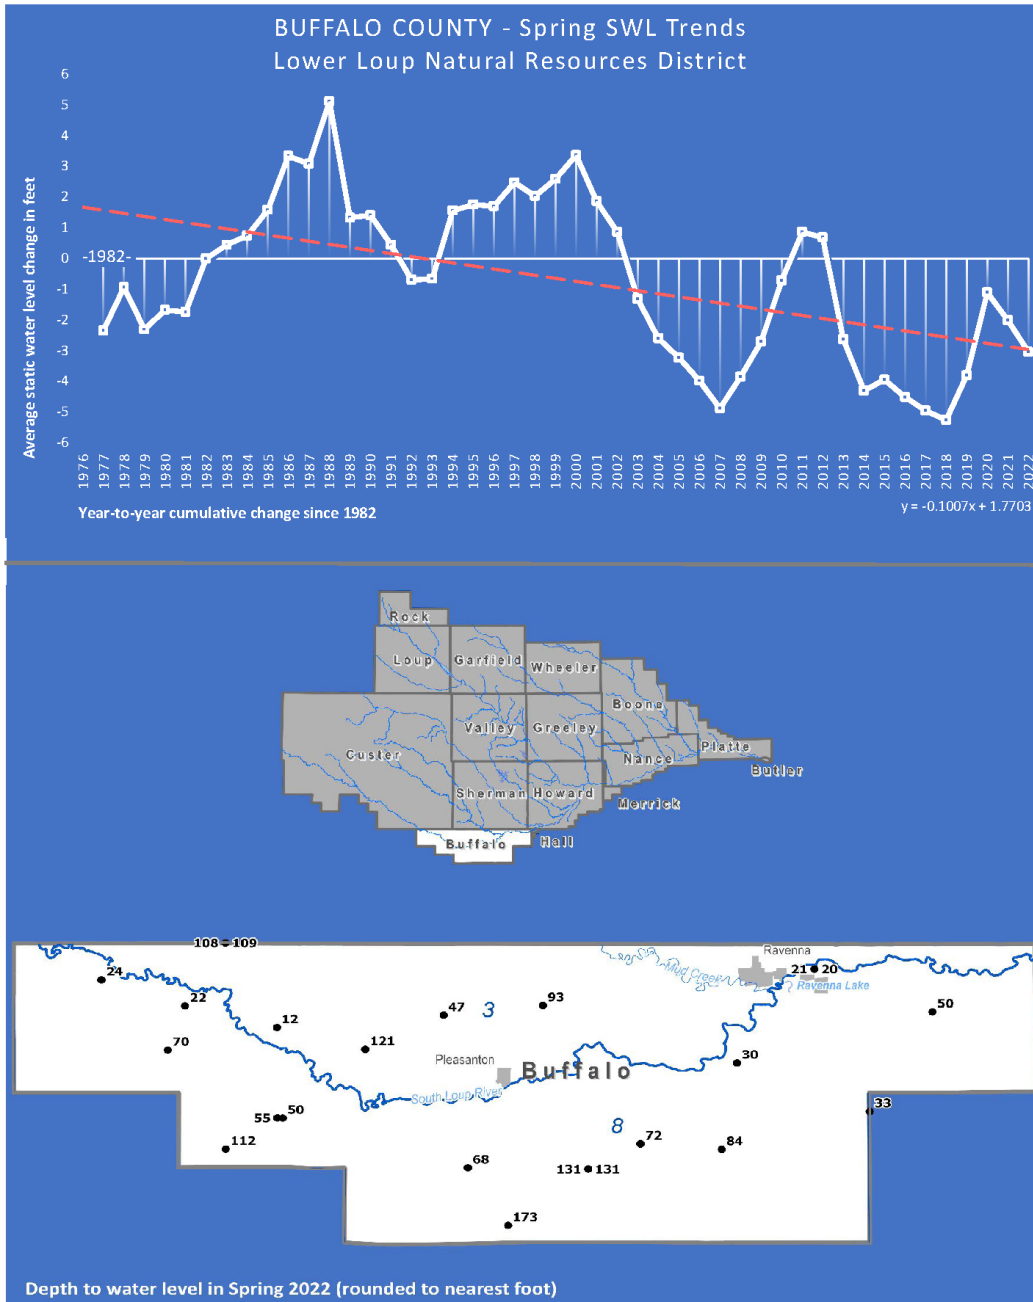 BUFFALO COUNTY - Spring SWL Trends
Lower Loup Natural Resources District
Average static water level change in feet
6
5
4
3
2
1
0
-1
-2
-3
-4
-5
-6
-1982-
1976 1977 1978 1979 1980 1981 1982 1983 1984 1985 1986 1987 1988 1989 1990 1991 1992 1993 1994 1995 1996 1997 1998 1999 2000 2001 2002 2003 2004 2005 2006 2007 2008 2009 2010 2011 2012 2013 2014 2015 2016 2017 2018 2019 2020 2021 2022
Year-to-year cumulative change since 1982
y = -0.1007x + 1.7703
Rock
Loup
Garfield
Wheeler
Boone
Custer
Valley
Greeley
Nance
Platte
Butler
Sherman
Howard
Merrick
Buffalo
Hall
108 109
Ravenna
24
Mud Creek
21 20
Ravenna Lake
22
47
3
93
50
12
70
121
Pleasanton
Buffalo
30
South Loup River
55 50
33
8
112
72
84
68
131 131
173
Depth to water level in Spring 2022 (rounded to nearest foot)